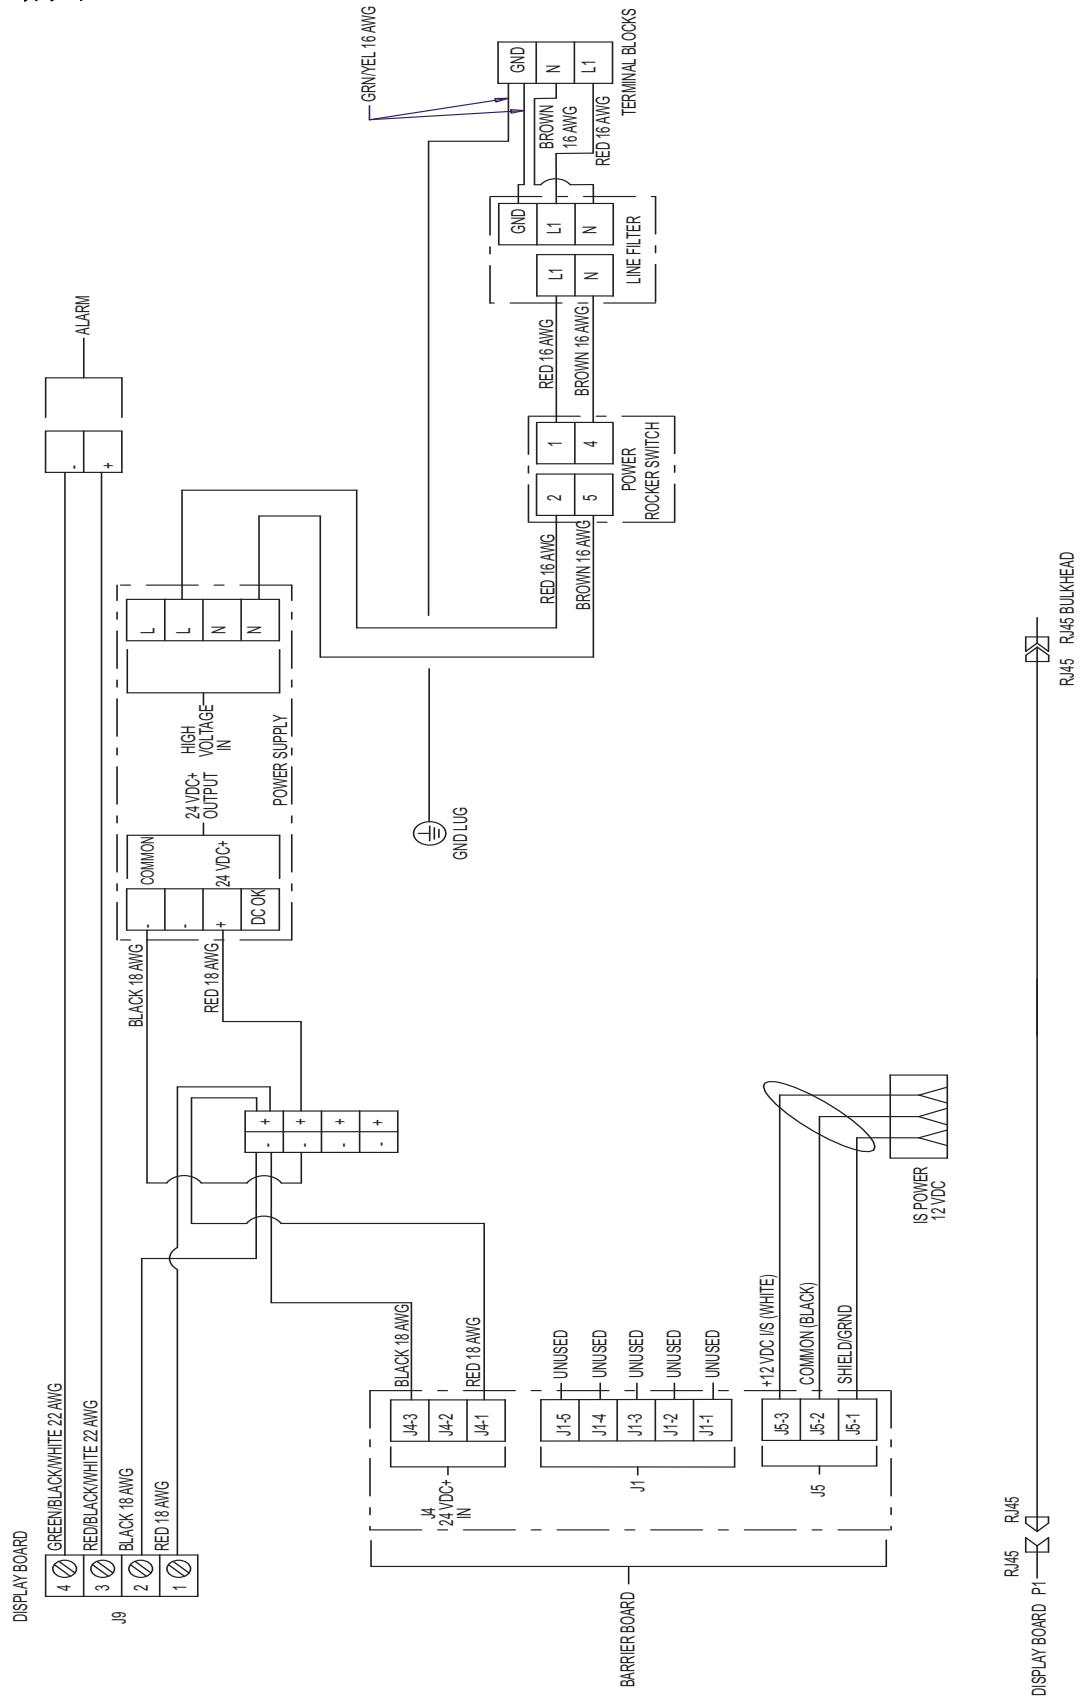 DISPLAY BOARD
J9
4
3
2
1
GREEN/BLACK/WHITE 22 AWG
RED/BLACK/WHITE 22 AWG
BLACK 18 AWG
RED 18 AWG
-
+
ALARM
BLACK 18 AWG
RED 18 AWG
-
-
+
DC OK
COMMON
24 VDC+
24 VDC+
OUTPUT
HIGH
VOLTAGE
IN
POWER SUPPLY
L
L
N
N
- +
- +
- +
- +
GND LUG
RED 16 AWG
BROWN 16 AWG
2
5
1
4
POWER
ROCKER SWITCH
RED 16 AWG
BROWN 16 AWG
L1
N
GND
L1
N
LINE FILTER
GRN/YEL 16 AWG
BROWN
16 AWG
RED 16 AWG
GND
N
L1
TERMINAL BLOCKS
BARRIER BOARD
J4
24 VDC+
IN
J4-3
J4-2
J4-1
BLACK 18 AWG
RED 18 AWG
J1
J1-5
J1-4
J1-3
J1-2
J1-1
UNUSED
UNUSED
UNUSED
UNUSED
UNUSED
J5
J5-3
J5-2
J5-1
+12 VDC I/S (WHITE)
COMMON (BLACK)
SHIELD/GRND
IS POWER
12 VDC
DISPLAY BOARD P1
RJ45
RJ45
RJ45
RJ45 BULKHEAD